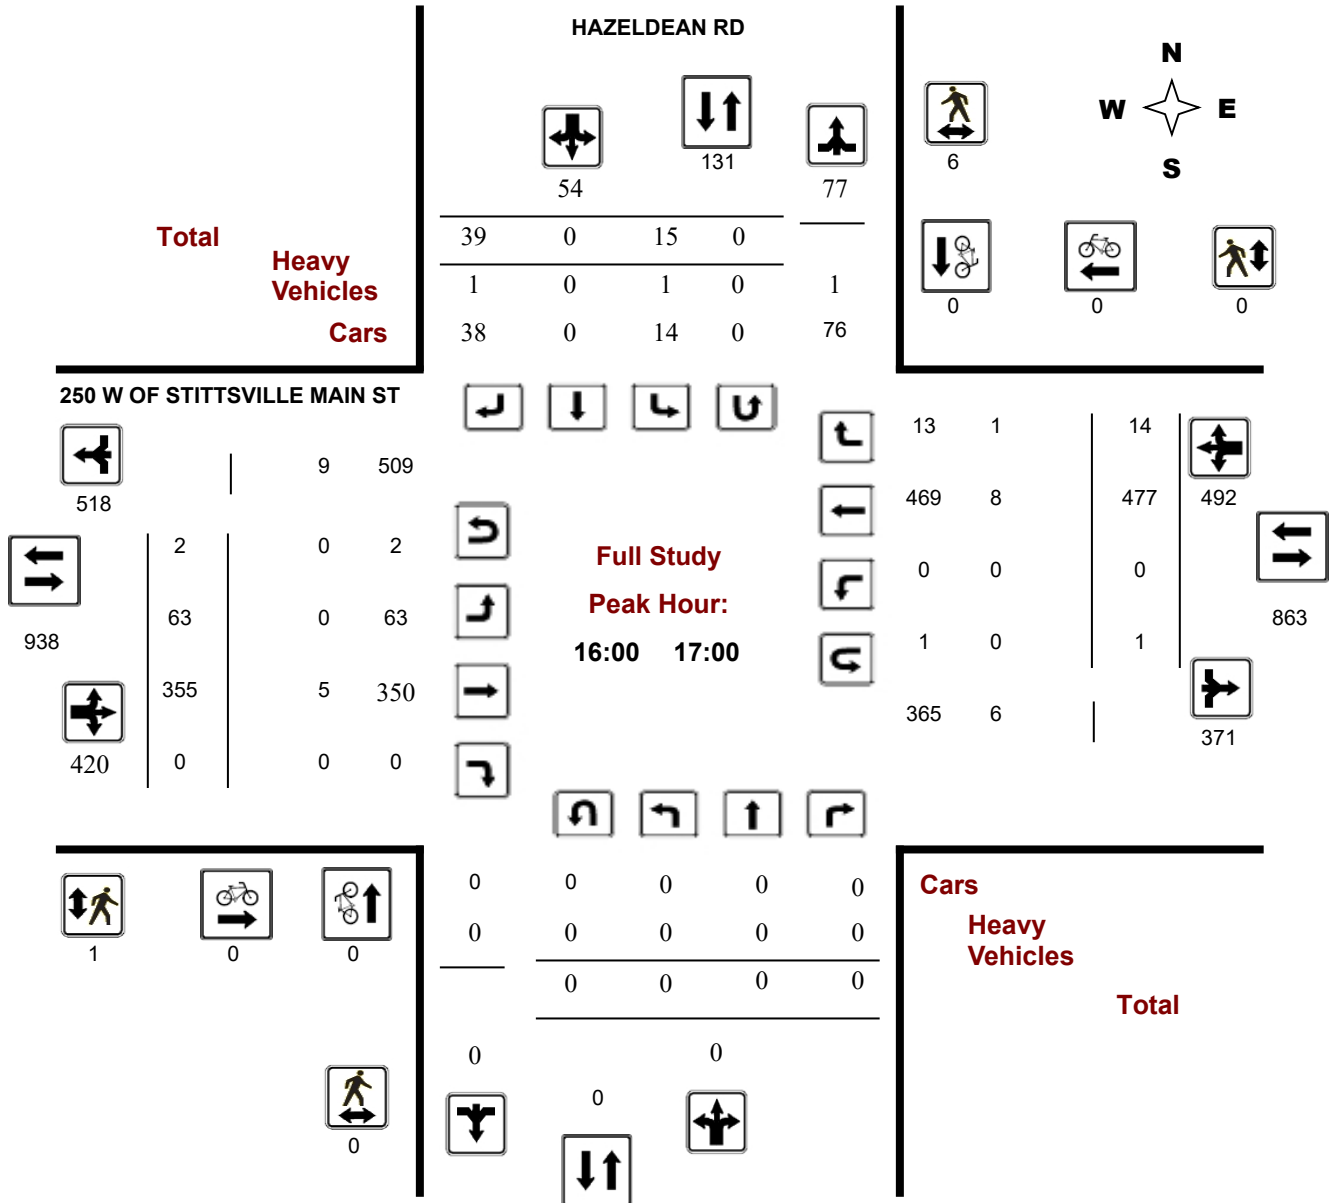 HAZELDEAN RD
N
W E
S
54 131 77 6
Total 39 0 15 0
Heavy
Vehicles 1 0 1 0 1
Cars 38 0 14 0 76
0 0 0
250 W OF STITTSVILLE MAIN ST
518 9 509
13 1 14
469 8 477 492
2 0 2
0 0 0
63 0 63
938
1 0 1
863
355 5 350
365 6 371
420 0 0 0
Full Study
Peak Hour:
16:00 17:00
0 0 0 0 0
0 0 0 0 0
0 0 0 0
0 0
0
1 0 0
0
Cars
Heavy
Vehicles
Total